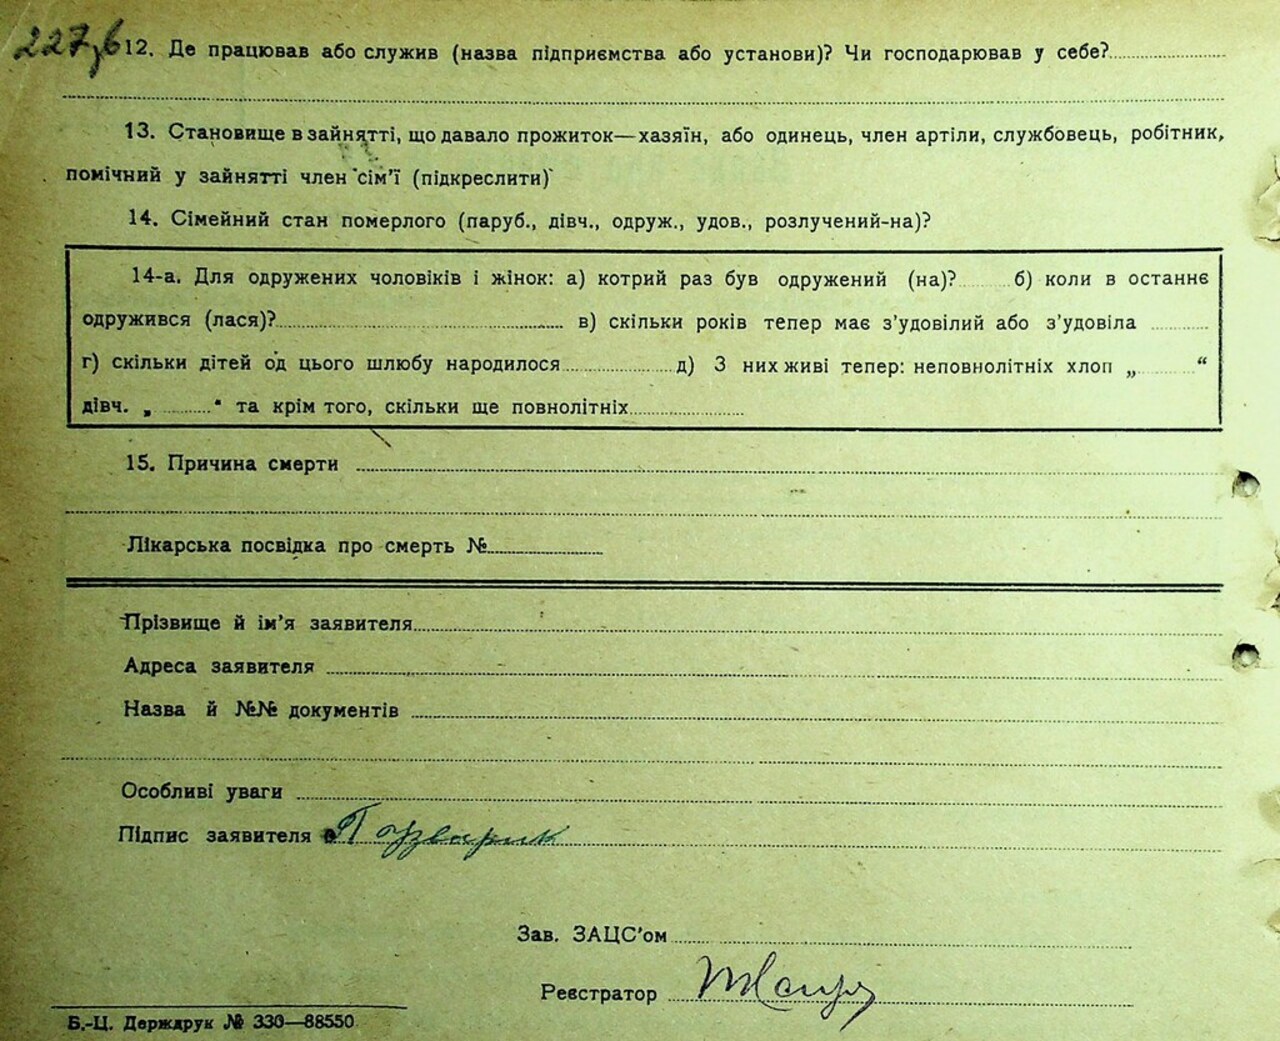 227зв 12. Де працював або служив (назва підприємства або установи)? Чи господарював у себе?
13. Становище в зайнятті, що давало прожиток—хазяїн, або одинець, член артіли, службовець, робітник,
помічний у зайнятті член сім'ї (підкреслити)
14. Сімейний стан померлого (паруб., дівч., одруж., удов., розлучений-на)?
14-а. Для одружених чоловіків і жінок: а) котрий раз був одружений (на)? б) коли в останнє
одружився (лася)? в) скільки років тепер має з'удовілий або з'удовіла
г) скільки дітей од цього шлюбу народилося д) З них живі тепер: неповнолітніх хлоп „ “
дівч. „ “ та крім того, скільки ще повнолітніх
15. Причина смерти
Лікарська посвідка про смерть №
Прізвище й ім'я заявителя
Адреса заявителя
Назва й №№ документів
Особливі уваги
Підпис заявителя
Зав. ЗАЦС'ом
Реєстратор
Б.-Ц. Держдрук № 330—88550